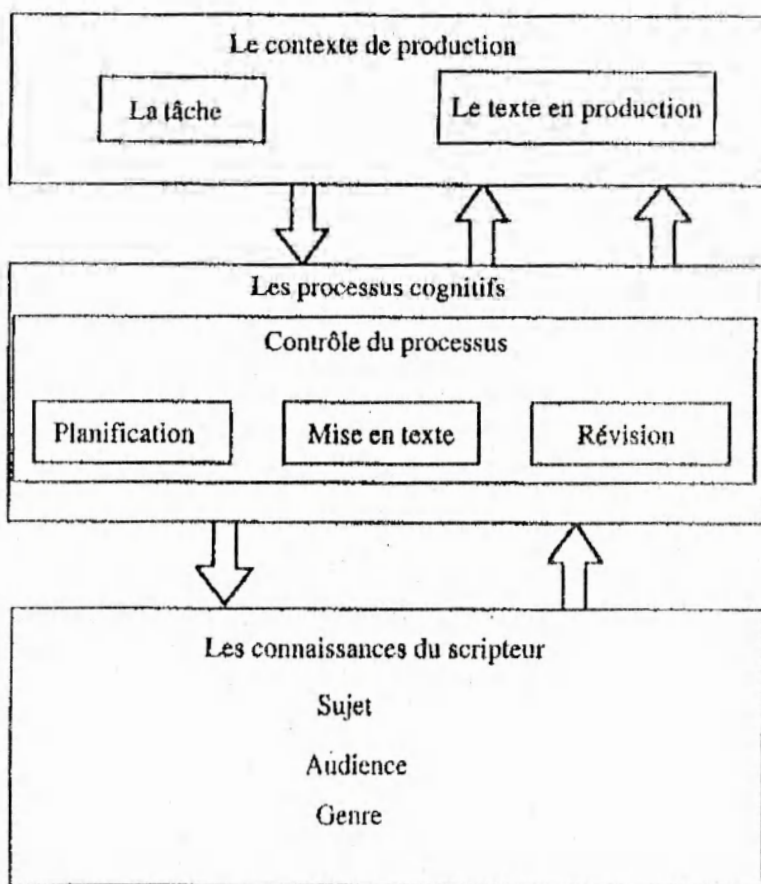 Le contexte de production
La tâche
Le texte en production
Les processus cognitifs
Contrôle du processus
Planification
Mise en texte
Révision
Les connaissances du scripteur
Sujet
Audience
Genre